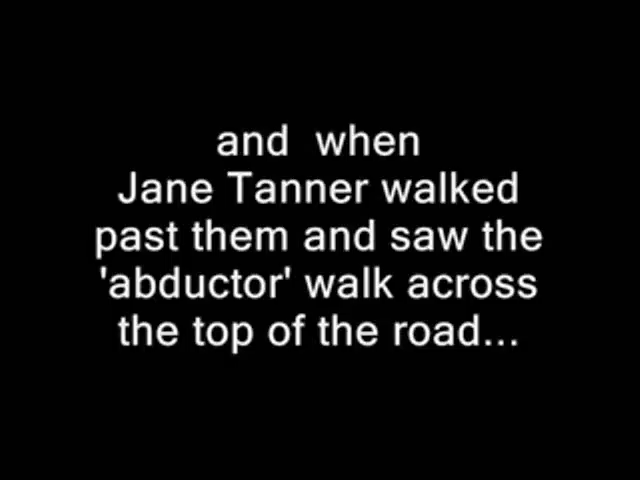 and  when
Jane Tanner walked
past them and saw the
'abductor' walk across
the top of the road...